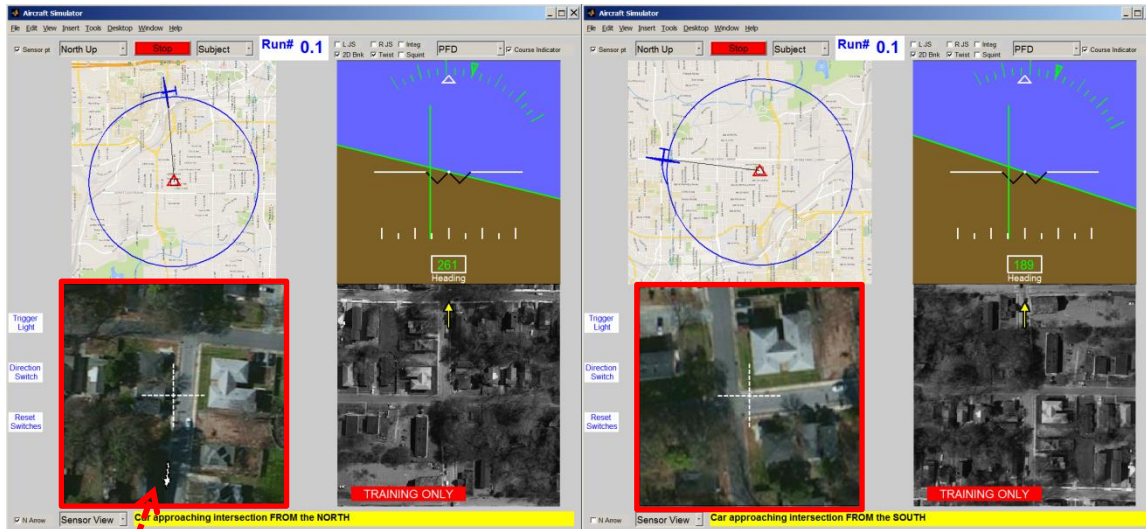 Aircraft Simulator
File Edit View Insert Tools Desktop Window Help
Sensor pt North Up Stop Subject Run# 0.1 L JS R JS Integ PFD Course Indicator
2D Bnk Twist Squint
261
Heading
Trigger
Light
Direction
Switch
Reset
Switches
TRAINING ONLY
N Arrow Sensor View Car approaching intersection FROM the NORTH
Aircraft Simulator
File Edit View Insert Tools Desktop Window Help
Sensor pt North Up Stop Subject Run# 0.1 L JS R JS Integ PFD Course Indicator
2D Bnk Twist Squint
189
Heading
Trigger
Light
Direction
Switch
Reset
Switches
TRAINING ONLY
N Arrow Sensor View Car approaching intersection FROM the SOUTH